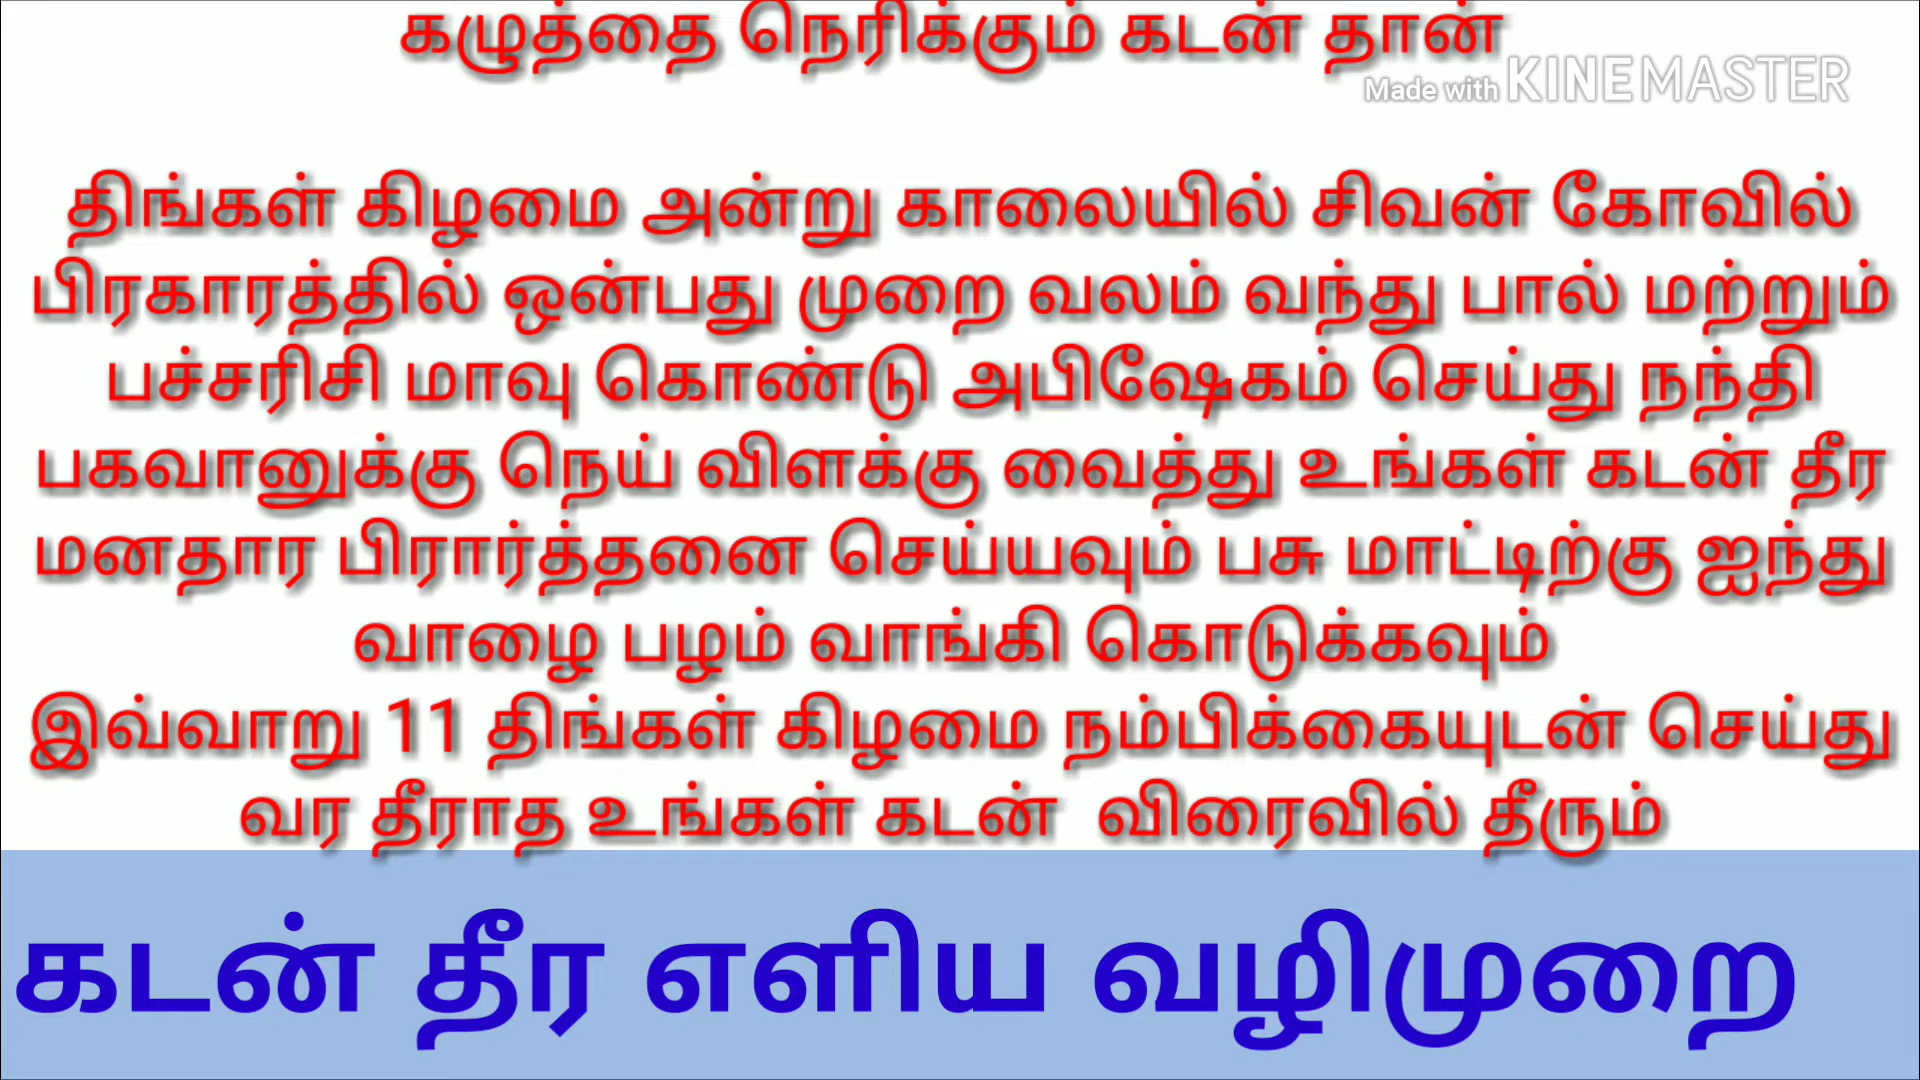 கழுத்தை நெரிக்கும் கடன் தான்
Made with KINEMASTER
திங்கள் கிழமை அன்று காலையில் சிவன் கோவில்
பிரகாரத்தில் ஒன்பது முறை வலம் வந்து பால் மற்றும்
பச்சரிசி மாவு கொண்டு அபிஷேகம் செய்து நந்தி
பகவானுக்கு நெய் விளக்கு வைத்து உங்கள் கடன் தீர
மனதார பிரார்த்தனை செய்யவும் பசு மாட்டிற்கு ஐந்து
வாழை பழம் வாங்கி கொடுக்கவும்
இவ்வாறு 11 திங்கள் கிழமை நம்பிக்கையுடன் செய்து
வர தீராத உங்கள் கடன் விரைவில் தீரும்
கடன் தீர எளிய வழிமுறை